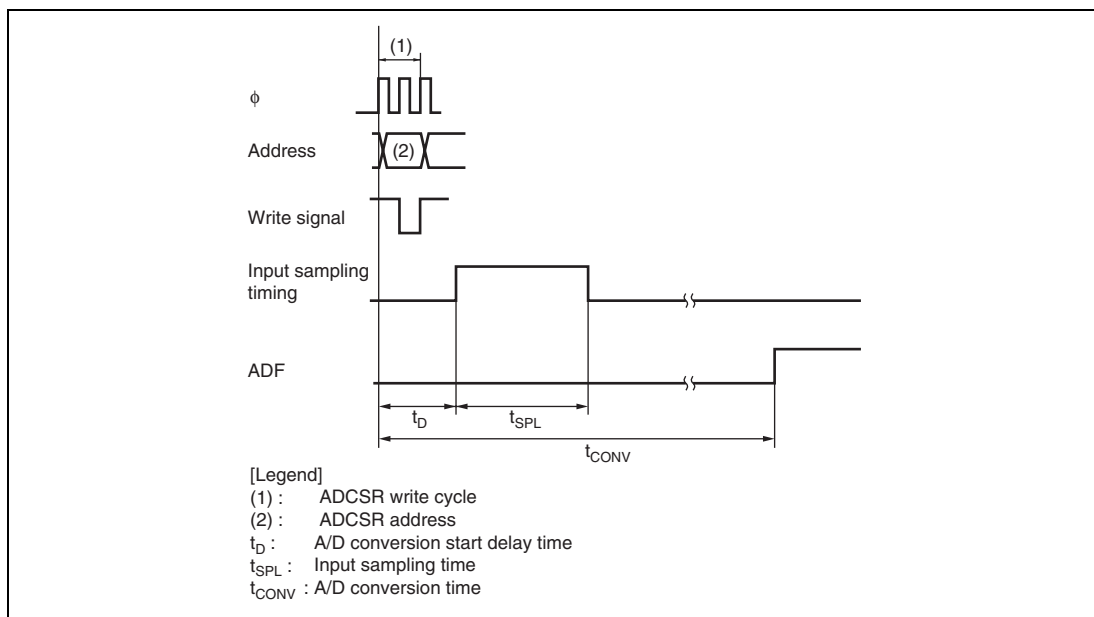 (1)
φ
Address
(2)
Write signal
Input sampling
timing
ADF
tD
tSPL
tCONV
[Legend]
(1) : ADCSR write cycle
(2) : ADCSR address
tD : A/D conversion start delay time
tSPL : Input sampling time
tCONV : A/D conversion time